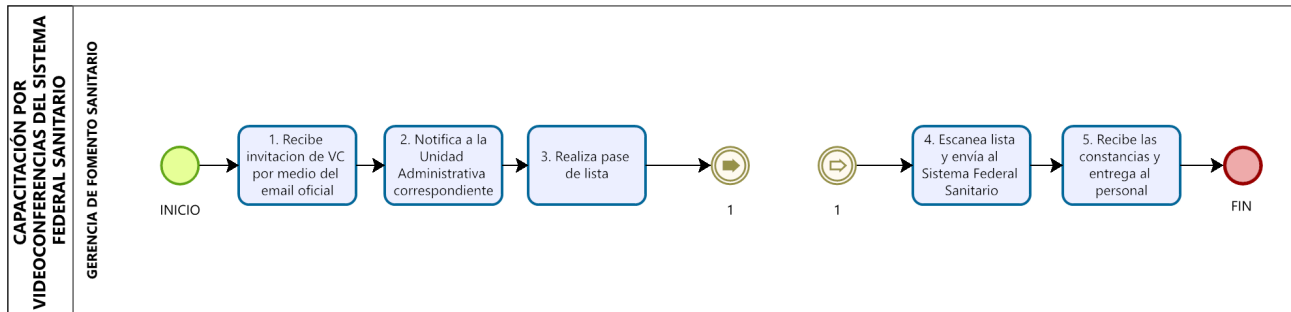 CAPACITACIÓN POR
VIDEOCONFERENCIAS DEL SISTEMA
FEDERAL SANITARIO
GERENCIA DE FOMENTO SANITARIO
INICIO
1. Recibe
invitacion de VC
por medio del
email oficial
2. Notifica a la
Unidad
Administrativa
correspondiente
3. Realiza pase
de lista
1
1
4. Escanea lista
y envía al
Sistema Federal
Sanitario
5. Recibe las
constancias y
entrega al
personal
FIN